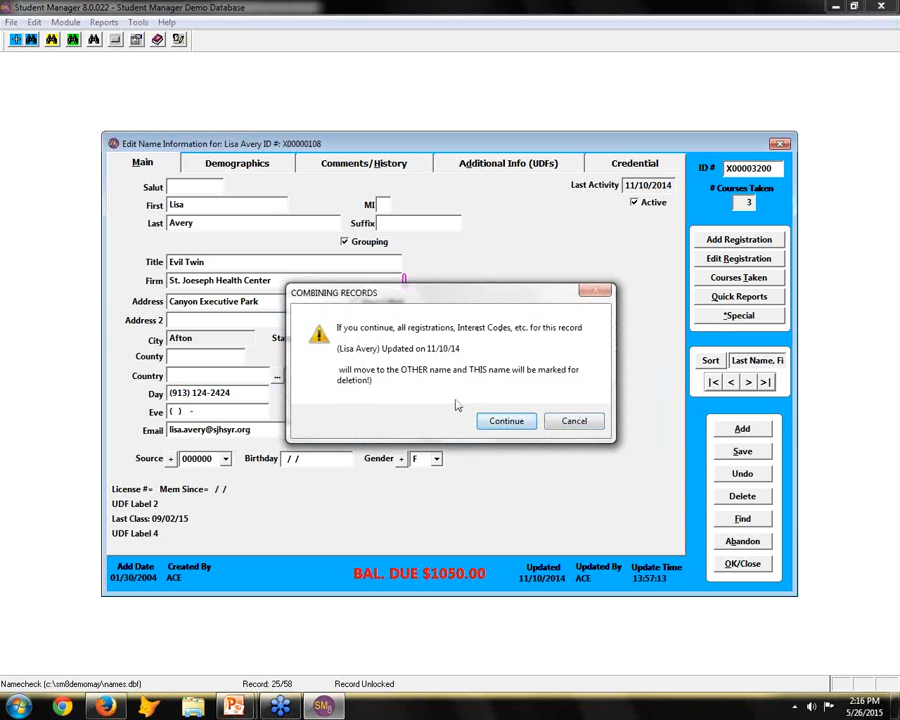 Student Manager 8.0.022 - Student Manager Demo Database
File Edit Module Reports Tools Help
Edit Name Information for: Lisa Avery ID #: X00000108
Main Demographics Comments/History Additional Info (UDFs) Credential
ID # X00003200
Salut
Last Activity 11/10/2014
# Courses Taken
3
First Lisa MI
Active
Last Avery Suffix
Grouping
Add Registration
Edit Registration
Courses Taken
Quick Reports
*Special
Title Evil Twin
Firm St. Joeseph Health Center
Address Canyon Executive Park
Address 2
City Afton Sta
County
Country ...
Day (913) 124-2424
Eve ( ) -
Email lisa.avery@sjhsyr.org
COMBINING RECORDS
If you continue, all registrations, Interest Codes, etc. for this record
(Lisa Avery) Updated on 11/10/14
will move to the OTHER name and THIS name will be marked for
deletion!)
Continue Cancel
Sort Last Name, Fi
|< < > >|
Source + 000000 Birthday / / Gender + F
License #= Mem Since= / /
UDF Label 2
Last Class: 09/02/15
UDF Label 4
Add
Save
Undo
Delete
Find
Abandon
OK/Close
Add Date Created By
01/30/2004 ACE
BAL. DUE $1050.00
Updated Updated By Update Time
11/10/2014 ACE 13:57:13
Namecheck (c:\sm8demomay\names.dbf) Record: 25/58 Record Unlocked
SM8
2:16 PM
5/26/2015